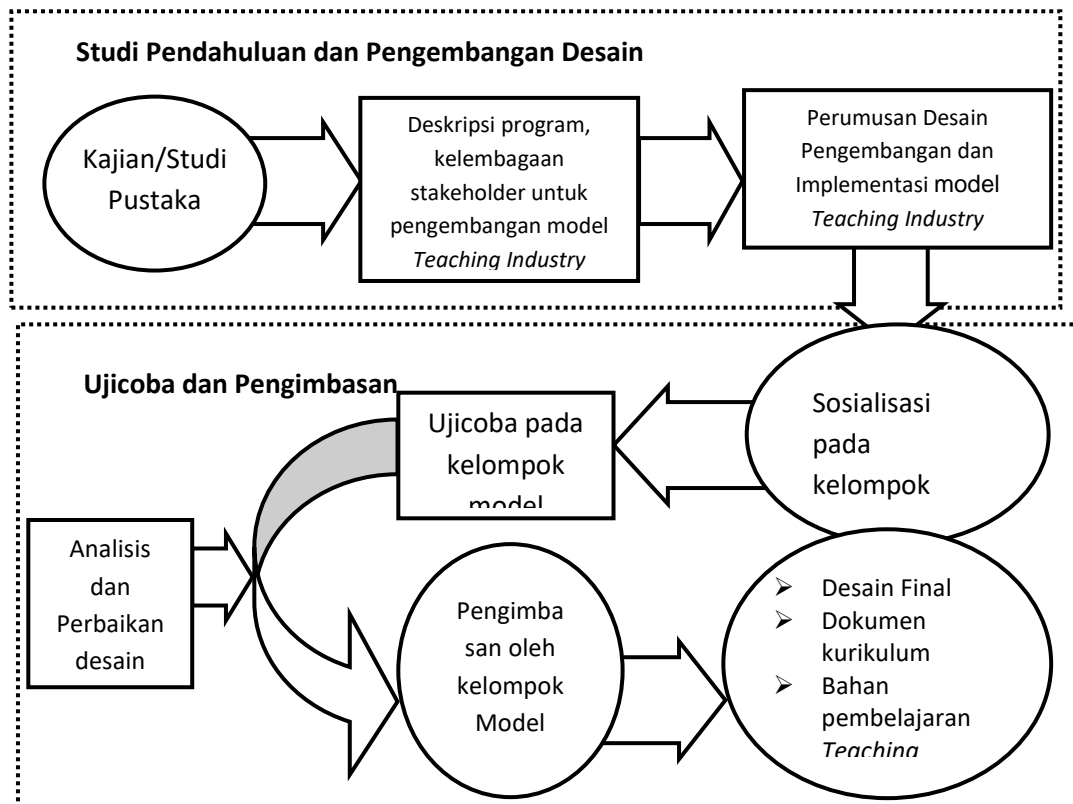 Studi Pendahuluan dan Pengembangan Desain
Kajian/Studi
Pustaka
Deskripsi program,
kelembagaan
stakeholder untuk
pengembangan model
Teaching Industry
Perumusan Desain
Pengembangan dan
Implementasi model
Teaching Industry
Ujicoba dan Pengimbasan
Sosialisasi
pada
kelompok
Ujicoba pada
kelompok
model
Analisis
dan
Perbaikan
desain
Pengimba
san oleh
kelompok
Model
➢ Desain Final
➢ Dokumen
kurikulum
➢ Bahan
pembelajaran
Teaching